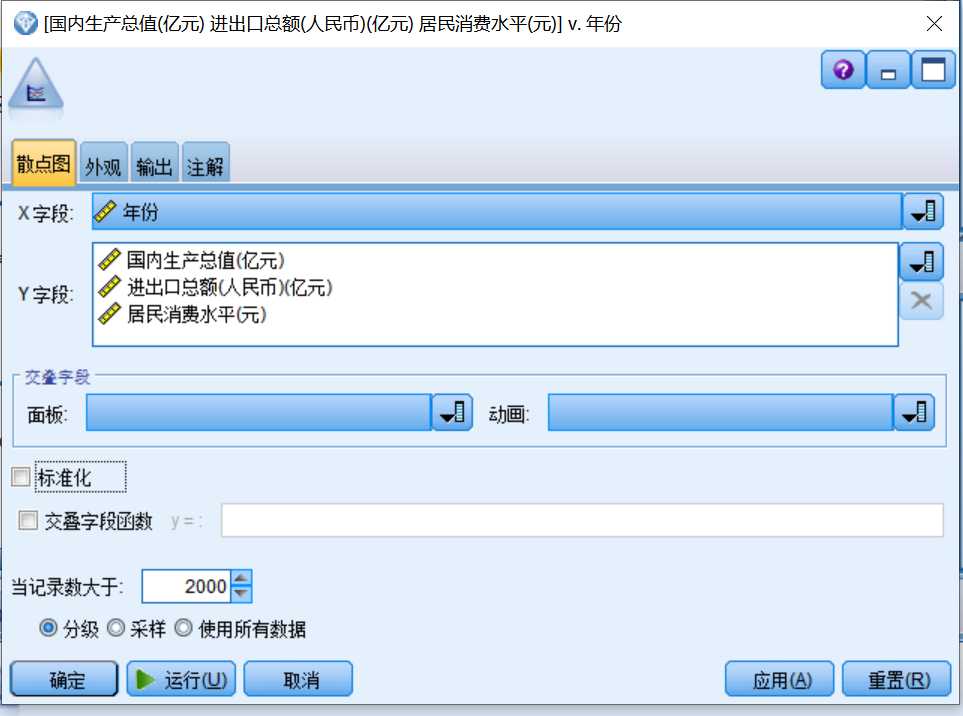 [国内生产总值(亿元) 进出口总额(人民币)(亿元) 居民消费水平(元)] v. 年份
散点图 外观 输出 注解
X 字段: 年份
Y 字段:
国内生产总值(亿元)
进出口总额(人民币)(亿元)
居民消费水平(元)
交叠字段
面板: 动画:
标准化
交叠字段函数 y = :
当记录数大于: 2000
分级 采样 使用所有数据
确定 运行(U) 取消 应用(A) 重置(R)